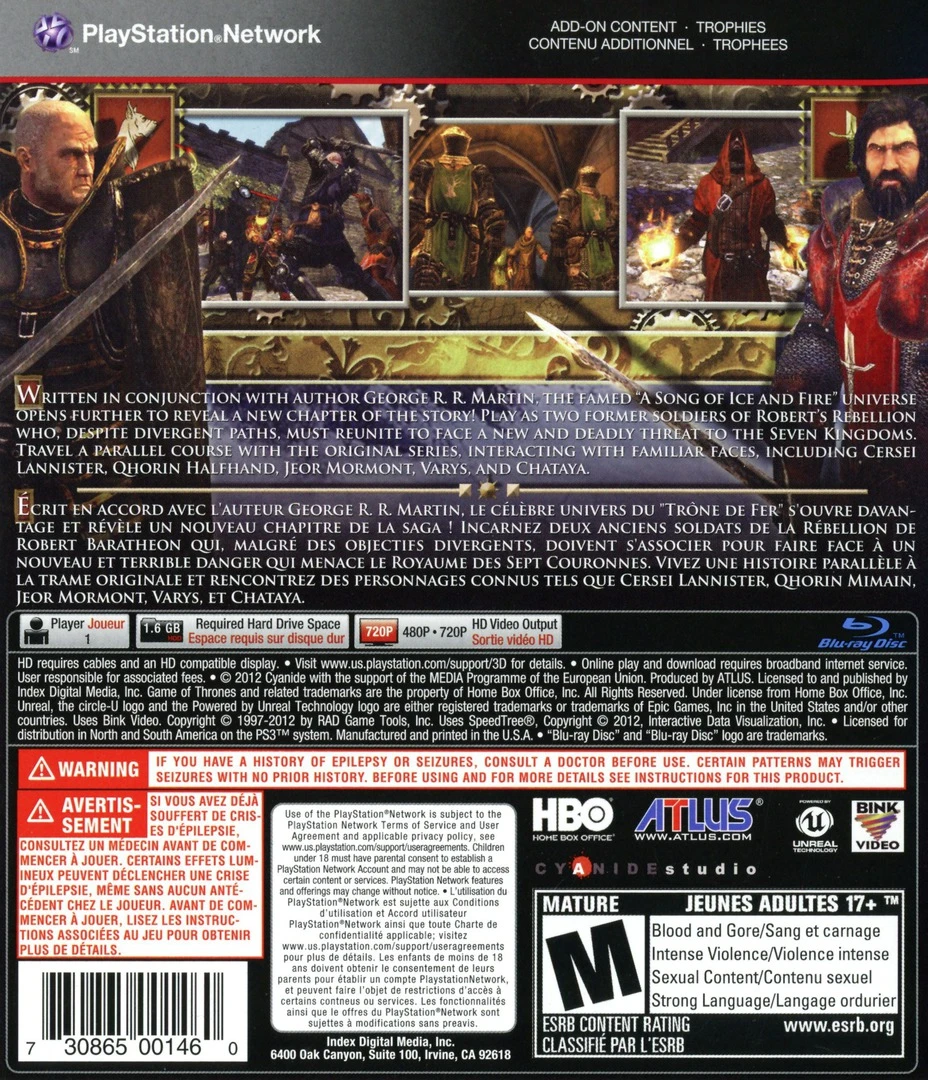 PlayStation®Network
SM
ADD-ON CONTENT · TROPHIES
CONTENU ADDITIONNEL · TROPHEES
WRITTEN IN CONJUNCTION WITH AUTHOR GEORGE R. R. MARTIN, THE FAMED "A SONG OF ICE AND FIRE" UNIVERSE
OPENS FURTHER TO REVEAL A NEW CHAPTER OF THE STORY! PLAY AS TWO FORMER SOLDIERS OF ROBERT'S REBELLION
WHO, DESPITE DIVERGENT PATHS, MUST REUNITE TO FACE A NEW AND DEADLY THREAT TO THE SEVEN KINGDOMS.
TRAVEL A PARALLEL COURSE WITH THE ORIGINAL SERIES, INTERACTING WITH FAMILIAR FACES, INCLUDING CERSEI
LANNISTER, QHORIN HALFHAND, JEOR MORMONT, VARYS, AND CHATAYA.
ÉCRIT EN ACCORD AVEC L'AUTEUR GEORGE R. R. MARTIN, LE CÉLÈBRE UNIVERS DU "TRÔNE DE FER" S'OUVRE DAVAN-
TAGE ET RÉVÈLE UN NOUVEAU CHAPITRE DE LA SAGA ! INCARNEZ DEUX ANCIENS SOLDATS DE LA RÉBELLION DE
ROBERT BARATHEON QUI, MALGRÉ DES OBJECTIFS DIVERGENTS, DOIVENT S'ASSOCIER POUR FAIRE FACE À UN
NOUVEAU ET TERRIBLE DANGER QUI MENACE LE ROYAUME DES SEPT COURONNES. VIVEZ UNE HISTOIRE PARALLÈLE À
LA TRAME ORIGINALE ET RENCONTREZ DES PERSONNAGES CONNUS TELS QUE CERSEI LANNISTER, QHORIN MIMAIN,
JEOR MORMONT, VARYS, ET CHATAYA.
Player Joueur
1
1.6 GB
HDD
Required Hard Drive Space
Espace requis sur disque dur
720P
480P • 720P
HD Video Output
Sortie vidéo HD
Blu-ray Disc™
HD requires cables and an HD compatible display. • Visit www.us.playstation.com/support/3D for details. • Online play and download requires broadband internet service.
User responsible for associated fees. • © 2012 Cyanide with the support of the MEDIA Programme of the European Union. Produced by ATLUS. Licensed to and published by
Index Digital Media, Inc. Game of Thrones and related trademarks are the property of Home Box Office, Inc. All Rights Reserved. Under license from Home Box Office, Inc.
Unreal, the circle-U logo and the Powered by Unreal Technology logo are either registered trademarks or trademarks of Epic Games, Inc in the United States and/or other
countries. Uses Bink Video. Copyright © 1997-2012 by RAD Game Tools, Inc. Uses SpeedTree®, Copyright © 2012, Interactive Data Visualization, Inc. • Licensed for
distribution in North and South America on the PS3™ system. Manufactured and printed in the U.S.A. • "Blu-ray Disc" and "Blu-ray Disc" logo are trademarks.
WARNING
IF YOU HAVE A HISTORY OF EPILEPSY OR SEIZURES, CONSULT A DOCTOR BEFORE USE. CERTAIN PATTERNS MAY TRIGGER
SEIZURES WITH NO PRIOR HISTORY. BEFORE USING AND FOR MORE DETAILS SEE INSTRUCTIONS FOR THIS PRODUCT.
AVERTIS-
SEMENT
SI VOUS AVEZ DÉJÀ
SOUFFERT DE CRIS-
ES D'ÉPILEPSIE,
CONSULTEZ UN MÉDECIN AVANT DE COM-
MENCER À JOUER. CERTAINS EFFETS LUM-
INEUX PEUVENT DÉCLENCHER UNE CRISE
D'ÉPILEPSIE, MÊME SANS AUCUN ANTÉ-
CÉDENT CHEZ LE JOUEUR. AVANT DE COM-
MENCER À JOUER, LISEZ LES INSTRUC-
TIONS ASSOCIÉES AU JEU POUR OBTENIR
PLUS DE DÉTAILS.
7 30865 00146 0
Use of the PlayStation®Network is subject to the
PlayStation Network Terms of Service and User
Agreement and applicable privacy policy, see
www.us.playstation.com/support/useragreements. Children
under 18 must have parental consent to establish a
PlayStation Network Account and may not be able to access
certain content or services. PlayStation Network features
and offerings may change without notice. • L'utilisation du
PlayStation®Network est sujette aux Conditions
d'utilisation et Accord utilisateur
PlayStation®Network ainsi que toute Charte de
confidentialité applicable; visitez
www.us.playstation.com/support/useragreements
pour plus de détails. Les enfants de moins de 18
ans doivent obtenir le consentement de leurs
parents pour établir un compte PlayStationNetwork,
et peuvent faire l'objet de restrictions d'accès à
certains contneus ou services. Les fonctionnalités
ainsi que le offres du PlayStation®Network sont
sujettes à modifications sans preavis.
Index Digital Media, Inc.
6400 Oak Canyon, Suite 100, Irvine, CA 92618
HBO®
HOME BOX OFFICE®
ATLUS®
WWW.ATLUS.COM
POWERED BY
UNREAL
TECHNOLOGY
BINK
VIDEO
CYANIDE studio
MATURE
JEUNES ADULTES 17+ ™
M
Blood and Gore/Sang et carnage
Intense Violence/Violence intense
Sexual Content/Contenu sexuel
Strong Language/Langage ordurier
ESRB CONTENT RATING
CLASSIFIÉ PAR L'ESRB
www.esrb.org